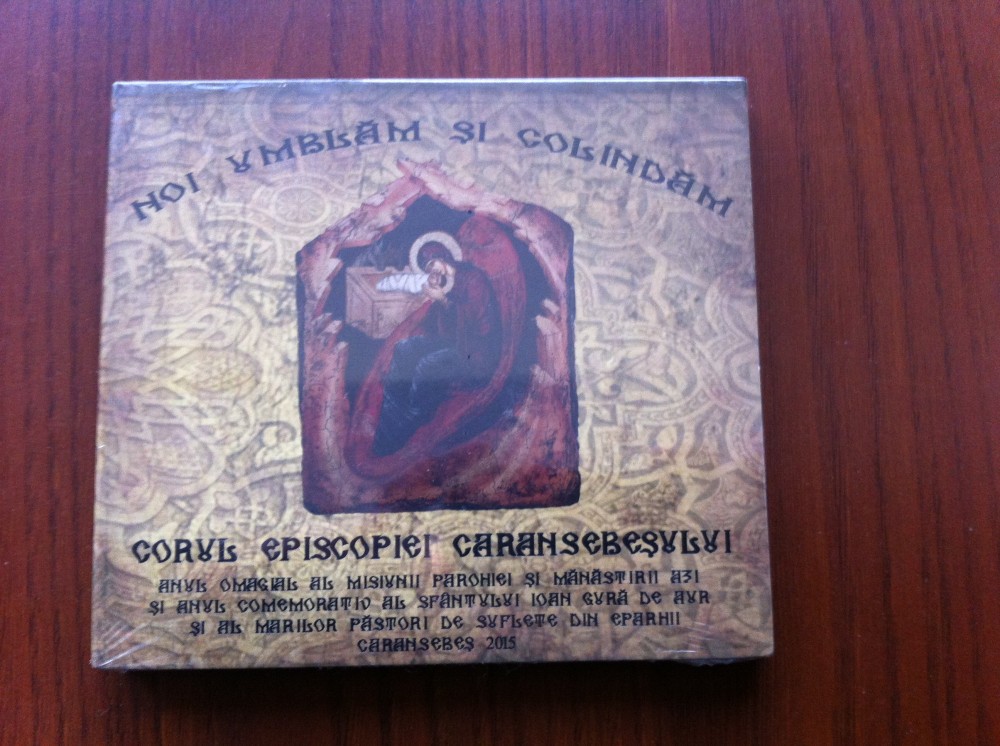 NOI UMBLĂM ȘI COLINDĂM
CORUL EPISCOPIEI CARANSEBEȘULUI
ANUL OMAGIAL AL MISIUNII PAROHIEI ȘI MĂNĂSTIRII AZI
ȘI ANUL COMEMORATIV AL SFÂNTULUI IOAN GURĂ DE AUR
ȘI AL MARILOR PĂSTORI DE SUFLETE DIN EPARHII
CARANSEBEȘ 2015